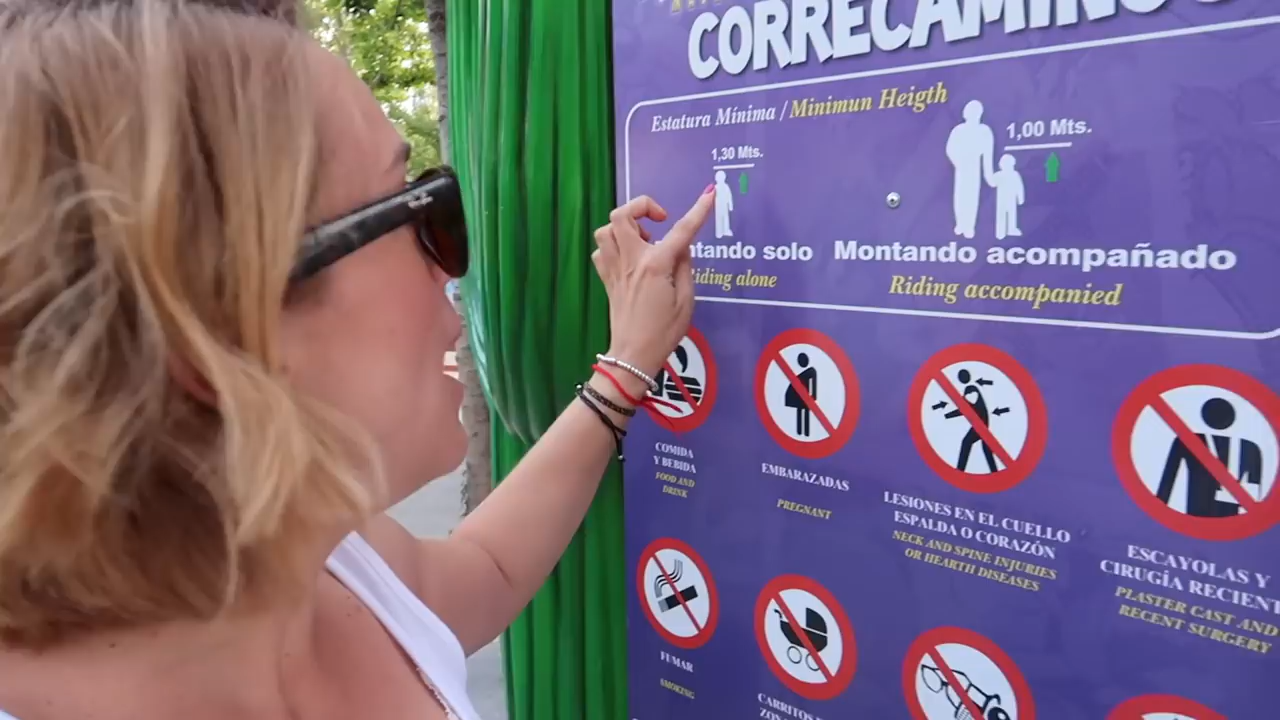 CORRECAMINOS
Estatura Mínima / Minimun Heigth
1,30 Mts.
1,00 Mts.
ntando solo
Riding alone
Montando acompañado
Riding accompanied
COMIDA
Y BEBIDA
FOOD AND
DRINK
EMBARAZADAS
PREGNANT
LESIONES EN EL CUELLO
ESPALDA O CORAZÓN
NECK AND SPINE INJURIES
OR HEARTH DISEASES
ESCAYOLAS Y
CIRUGÍA RECIENT
PLASTER CAST AND
RECENT SURGERY
FUMAR
SMOKING
CARRITOS